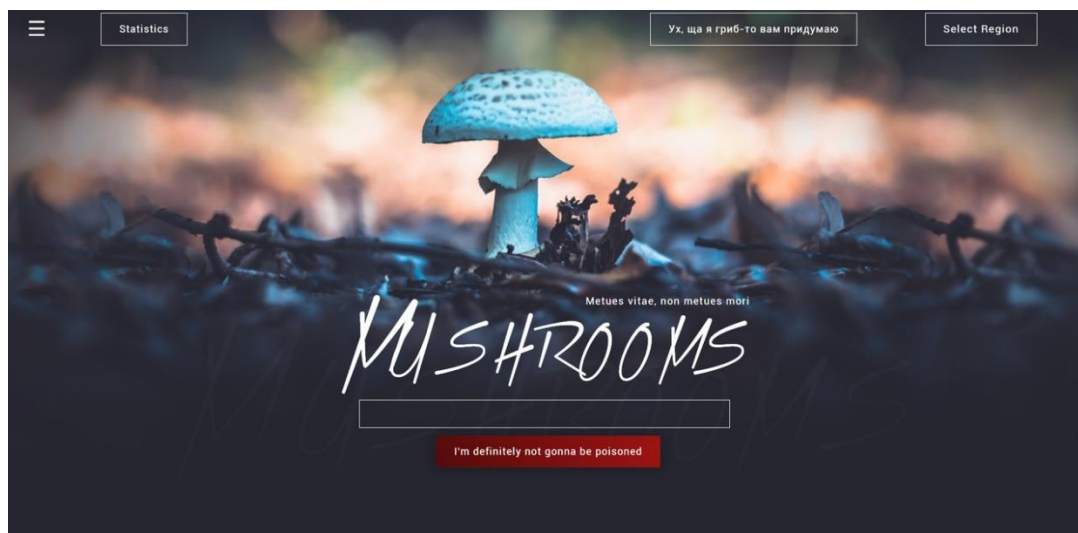 Statistics
Ух, ща я гриб-то вам придумаю
Select Region
Metues vitae, non metues mori
MUSHROOMS
MUSHROOMS
I'm definitely not gonna be poisoned